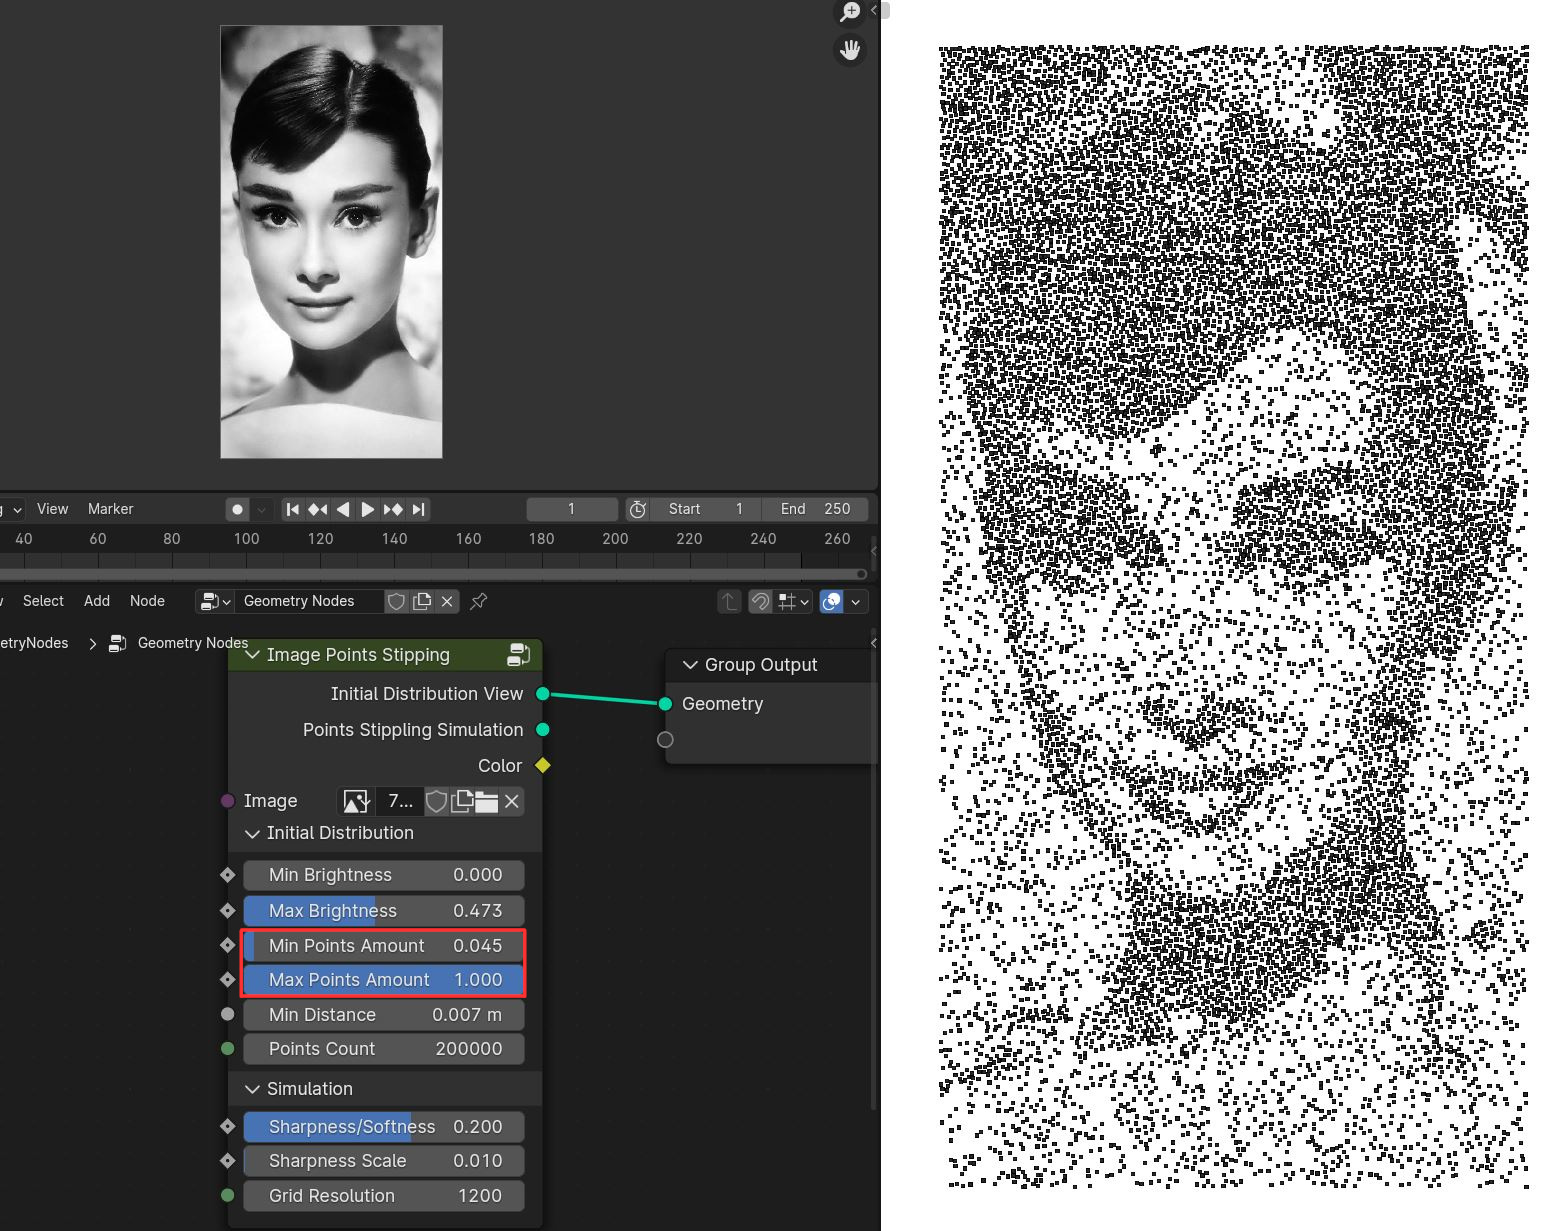 View Marker 1 Start 1 End 250
40 60 80 100 120 140 160 180 200 220 240 260
Select Add Node Geometry Nodes
etryNodes > Geometry Nodes
Image Points Stipping
Initial Distribution View
Points Stippling Simulation
Color
Image 7...
Initial Distribution
Min Brightness 0.000
Max Brightness 0.473
Min Points Amount 0.045
Max Points Amount 1.000
Min Distance 0.007 m
Points Count 200000
Simulation
Sharpness/Softness 0.200
Sharpness Scale 0.010
Grid Resolution 1200
Group Output
Geometry